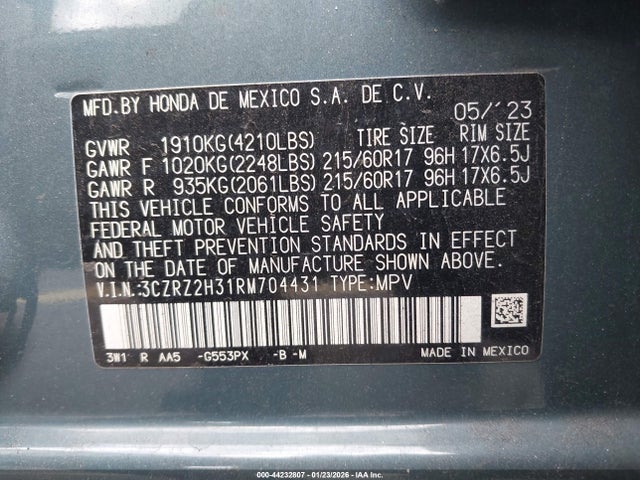 MFD.BY HONDA DE MEXICO S.A. DE C.V.
05/'23
GVWR 1910KG(4210LBS) TIRE SIZE RIM SIZE
GAWR F 1020KG(2248LBS) 215/60R17 96H 17X6.5J
GAWR R 935KG(2061LBS) 215/60R17 96H 17X6.5J
THIS VEHICLE CONFORMS TO ALL APPLICABLE
FEDERAL MOTOR VEHICLE SAFETY
AND THEFT PREVENTION STANDARDS IN EFFECT
ON THE DATE OF MANUFACTURE SHOWN ABOVE.
V.I.N.:3CZRZ2H31RM704431 TYPE:MPV
3W1 R AA5 -G553PX -B -M MADE IN MEXICO
000-44232807 - 01/23/2026 - IAA Inc.